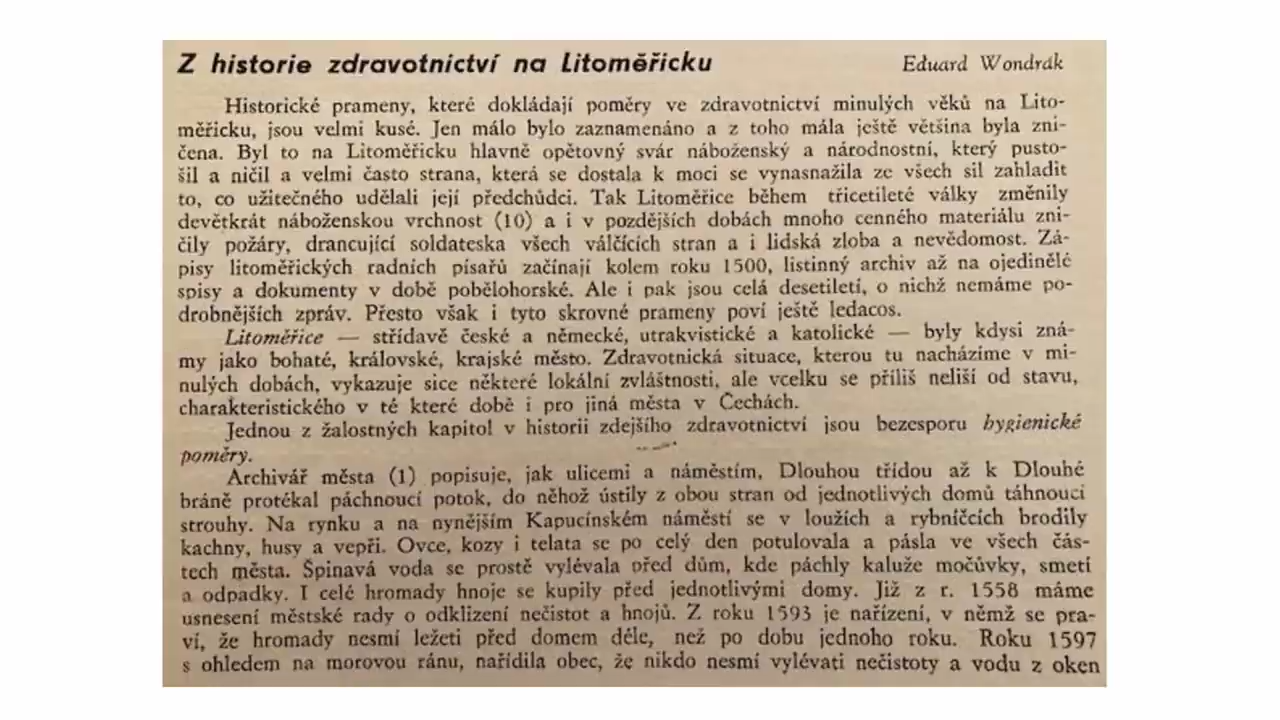 Z historie zdravotnictví na Litoměřicku Eduard Wondrák
Historické prameny, které dokládají poměry ve zdravotnictví minulých věků na Lito-
měřicku, jsou velmi kusé. Jen málo bylo zaznamenáno a z toho mála ještě většina byla zni-
čena. Byl to na Litoměřicku hlavně opětovný svár náboženský a národnostní, který pusto-
šil a ničil a velmi často strana, která se dostala k moci se vynasnažila ze všech sil zahladit
to, co užitečného udělali její předchůdci. Tak Litoměřice během třicetileté války změnily
devětkrát náboženskou vrchnost (10) a i v pozdějších dobách mnoho cenného materiálu zni-
čily požáry, drancující soldateska všech válčících stran a i lidská zloba a nevědomost. Zá-
pisy litoměřických radních písařů začínají kolem roku 1500, listinný archiv až na ojedinělé
spisy a dokumenty v době pobělohorské. Ale i pak jsou celá desetiletí, o nichž nemáme po-
drobnějších zpráv. Přesto však i tyto skrovné prameny poví ještě ledacos.
Litoměřice — střídavě české a německé, utrakvistické a katolické — byly kdysi zná-
my jako bohaté, královské, krajské město. Zdravotnická situace, kterou tu nacházíme v mi-
nulých dobách, vykazuje sice některé lokální zvláštnosti, ale vcelku se příliš neliší od stavu,
charakteristického v té které době i pro jiná města v Čechách.
Jednou z žalostných kapitol v historii zdejšího zdravotnictví jsou bezesporu hygienické
poměry.
Archivář města (1) popisuje, jak ulicemi a náměstím, Dlouhou třídou až k Dlouhé
bráně protékal páchnoucí potok, do něhož ústily z obou stran od jednotlivých domů táhnoucí
strouhy. Na rynku a na nynějším Kapucínském náměstí se v loužích a rybníčcích brodily
kachny, husy a vepři. Ovce, kozy i telata se po celý den potulovala a pásla ve všech čás-
tech města. Špinavá voda se prostě vylévala před dům, kde páchly kaluže močůvky, smetí
a odpadky. I celé hromady hnoje se kupily před jednotlivými domy. Již z r. 1558 máme
usnesení městské rady o odklizení nečistot a hnojů. Z roku 1593 je nařízení, v němž se pra-
ví, že hromady nesmí ležeti před domem déle, než po dobu jednoho roku. Roku 1597
s ohledem na morovou ránu, nařídila obec, že nikdo nesmí vylévati nečistoty a vodu z oken